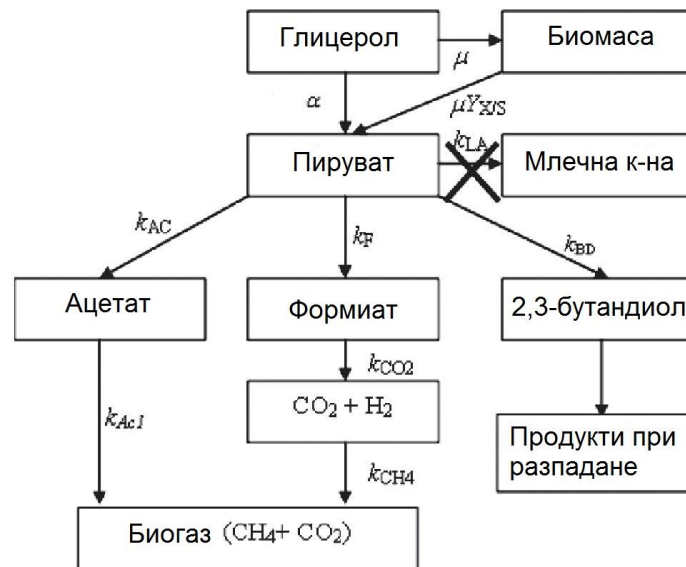 Глицерол
μ
Биомаса
α
μY_X/S
Пируват
k_LA
Млечна к-на
k_AC
k_F
k_BD
Ацетат
Формиат
2,3-бутандиол
k_CO2
k_Ac1
CO₂ + H₂
Продукти при
разпадане
k_CH4
Биогаз (CH₄+ CO₂)